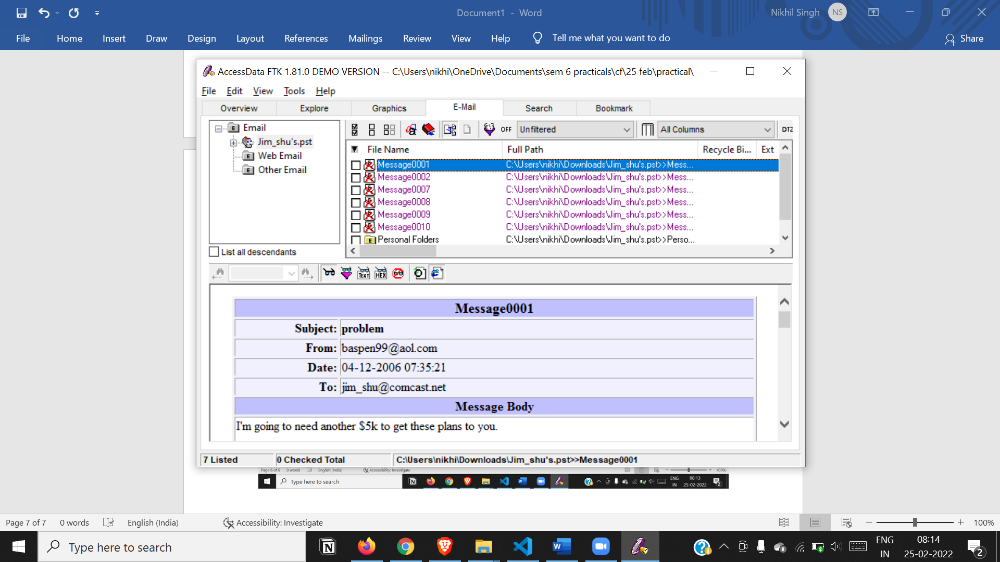 Document1 - Word
Nikhil Singh NS
File Home Insert Draw Design Layout References Mailings Review View Help Tell me what you want to do Share
AccessData FTK 1.81.0 DEMO VERSION -- C:\Users\nikhi\OneDrive\Documents\sem 6 practicals\cf\25 feb\practical\
File Edit View Tools Help
Overview Explore Graphics E-Mail Search Bookmark
Email
Jim_shu's.pst
Web Email
Other Email
List all descendants
OFF Unfiltered All Columns DTZ
File Name Full Path Recycle Bi... Ext
Message0001 C:\Users\nikhi\Downloads\Jim_shu's.pst>>Mess...
Message0002 C:\Users\nikhi\Downloads\Jim_shu's.pst>>Mess...
Message0007 C:\Users\nikhi\Downloads\Jim_shu's.pst>>Mess...
Message0008 C:\Users\nikhi\Downloads\Jim_shu's.pst>>Mess...
Message0009 C:\Users\nikhi\Downloads\Jim_shu's.pst>>Mess...
Message0010 C:\Users\nikhi\Downloads\Jim_shu's.pst>>Mess...
Personal Folders C:\Users\nikhi\Downloads\Jim_shu's.pst>>Perso...
TEXT HEX
Message0001
Subject: problem
From: baspen99@aol.com
Date: 04-12-2006 07:35:21
To: jim_shu@comcast.net
Message Body
I'm going to need another $5k to get these plans to you.
7 Listed 0 Checked Total C:\Users\nikhi\Downloads\Jim_shu's.pst>>Message0001
Page 6 of 6 0 words English (India) Accessibility: Investigate 100%
Type here to search ENG 08:13
IN 25-02-2022 2
Page 7 of 7 0 words English (India) Accessibility: Investigate 100%
Type here to search ENG 08:14
IN 25-02-2022 2